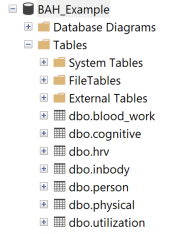 BAH_Example
Database Diagrams
Tables
System Tables
FileTables
External Tables
dbo.blood_work
dbo.cognitive
dbo.hrv
dbo.inbody
dbo.person
dbo.physical
dbo.utilization